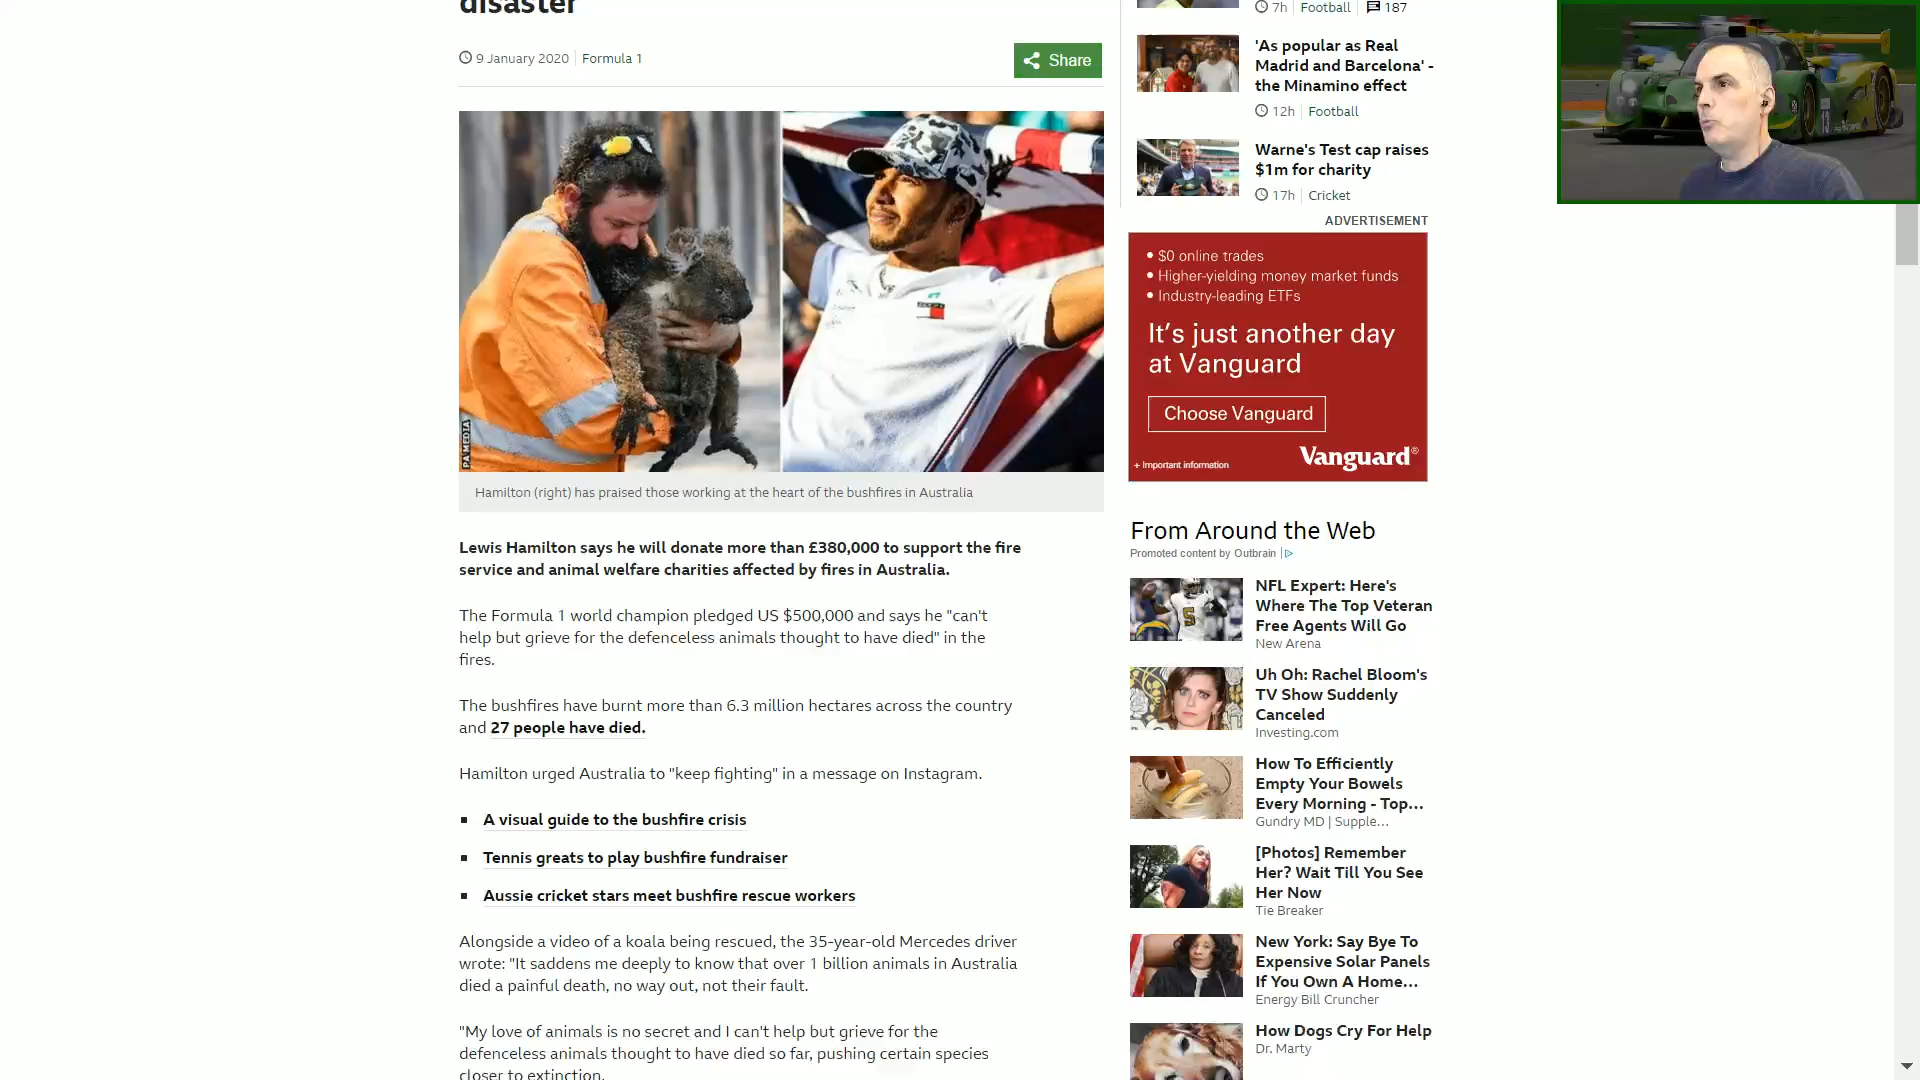 disaster
9 January 2020
Formula 1
Share
PA MEDIA
Hamilton (right) has praised those working at the heart of the bushfires in Australia
Lewis Hamilton says he will donate more than £380,000 to support the fire
service and animal welfare charities affected by fires in Australia.
The Formula 1 world champion pledged US $500,000 and says he "can't
help but grieve for the defenceless animals thought to have died" in the
fires.
The bushfires have burnt more than 6.3 million hectares across the country
and 27 people have died.
Hamilton urged Australia to "keep fighting" in a message on Instagram.
A visual guide to the bushfire crisis
Tennis greats to play bushfire fundraiser
Aussie cricket stars meet bushfire rescue workers
Alongside a video of a koala being rescued, the 35-year-old Mercedes driver
wrote: "It saddens me deeply to know that over 1 billion animals in Australia
died a painful death, no way out, not their fault.
"My love of animals is no secret and I can't help but grieve for the
defenceless animals thought to have died so far, pushing certain species
closer to extinction.
7h Football 187
'As popular as Real
Madrid and Barcelona' -
the Minamino effect
12h Football
Warne's Test cap raises
$1m for charity
17h Cricket
ADVERTISEMENT
• $0 online trades
• Higher-yielding money market funds
• Industry-leading ETFs
It's just another day
at Vanguard
Choose Vanguard
+ Important information
Vanguard®
From Around the Web
Promoted content by Outbrain
NFL Expert: Here's
Where The Top Veteran
Free Agents Will Go
New Arena
Uh Oh: Rachel Bloom's
TV Show Suddenly
Canceled
Investing.com
How To Efficiently
Empty Your Bowels
Every Morning - Top...
Gundry MD | Supple...
[Photos] Remember
Her? Wait Till You See
Her Now
Tie Breaker
New York: Say Bye To
Expensive Solar Panels
If You Own A Home...
Energy Bill Cruncher
How Dogs Cry For Help
Dr. Marty
5
13